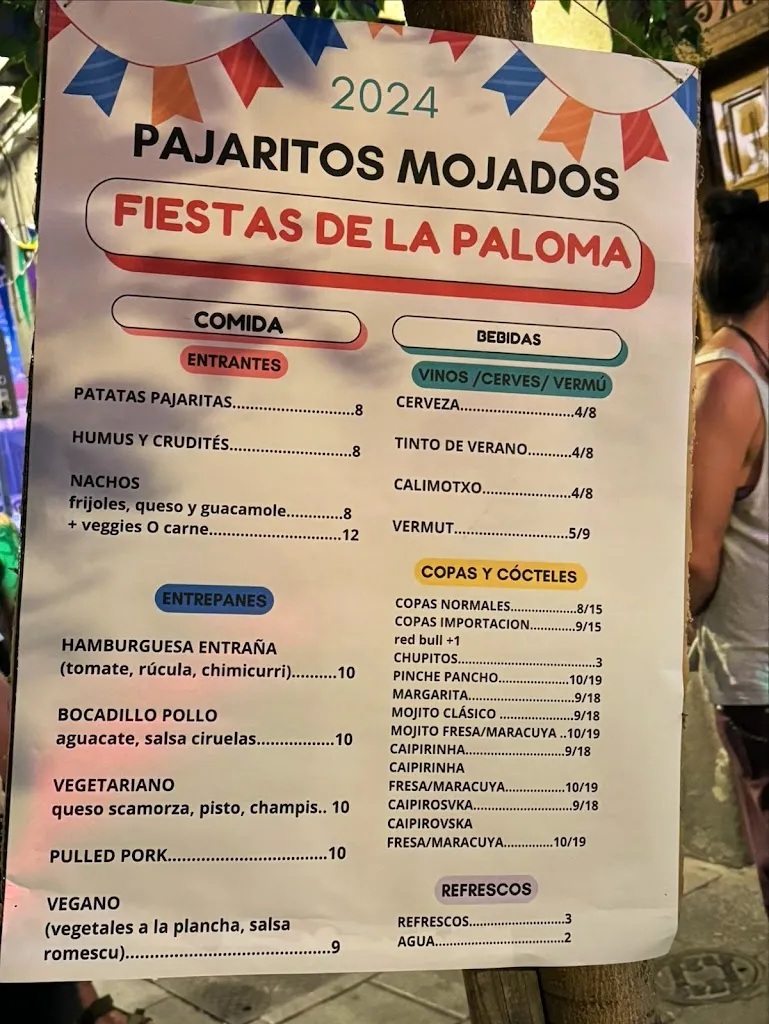 2024
PAJARITOS MOJADOS
FIESTAS DE LA PALOMA
COMIDA
ENTRANTES
PATATAS PAJARITAS.....................8
HUMUS Y CRUDITÉS.....................8
NACHOS
frijoles, queso y guacamole............8
+ veggies O carne.......................12
ENTREPANES
HAMBURGUESA ENTRAÑA
(tomate, rúcula, chimicurri).........10
BOCADILLO POLLO
aguacate, salsa ciruelas................10
VEGETARIANO
queso scamorza, pisto, champis.. 10
PULLED PORK...........................10
VEGANO
(vegetales a la plancha, salsa
romescu).....................................9
BEBIDAS
VINOS /CERVES/ VERMÚ
CERVEZA.......................4/8
TINTO DE VERANO.........4/8
CALIMOTXO..................4/8
VERMUT.......................5/9
COPAS Y CÓCTELES
COPAS NORMALES................8/15
COPAS IMPORTACION............9/15
red bull +1
CHUPITOS.................................3
PINCHE PANCHO.................10/19
MARGARITA.........................9/18
MOJITO CLÁSICO .................9/18
MOJITO FRESA/MARACUYA ..10/19
CAIPIRINHA.......................9/18
CAIPIRINHA
FRESA/MARACUYA...............10/19
CAIPIROSVKA.......................9/18
CAIPIROVSKA
FRESA/MARACUYA............10/19
REFRESCOS
REFRESCOS.......................3
AGUA................................2